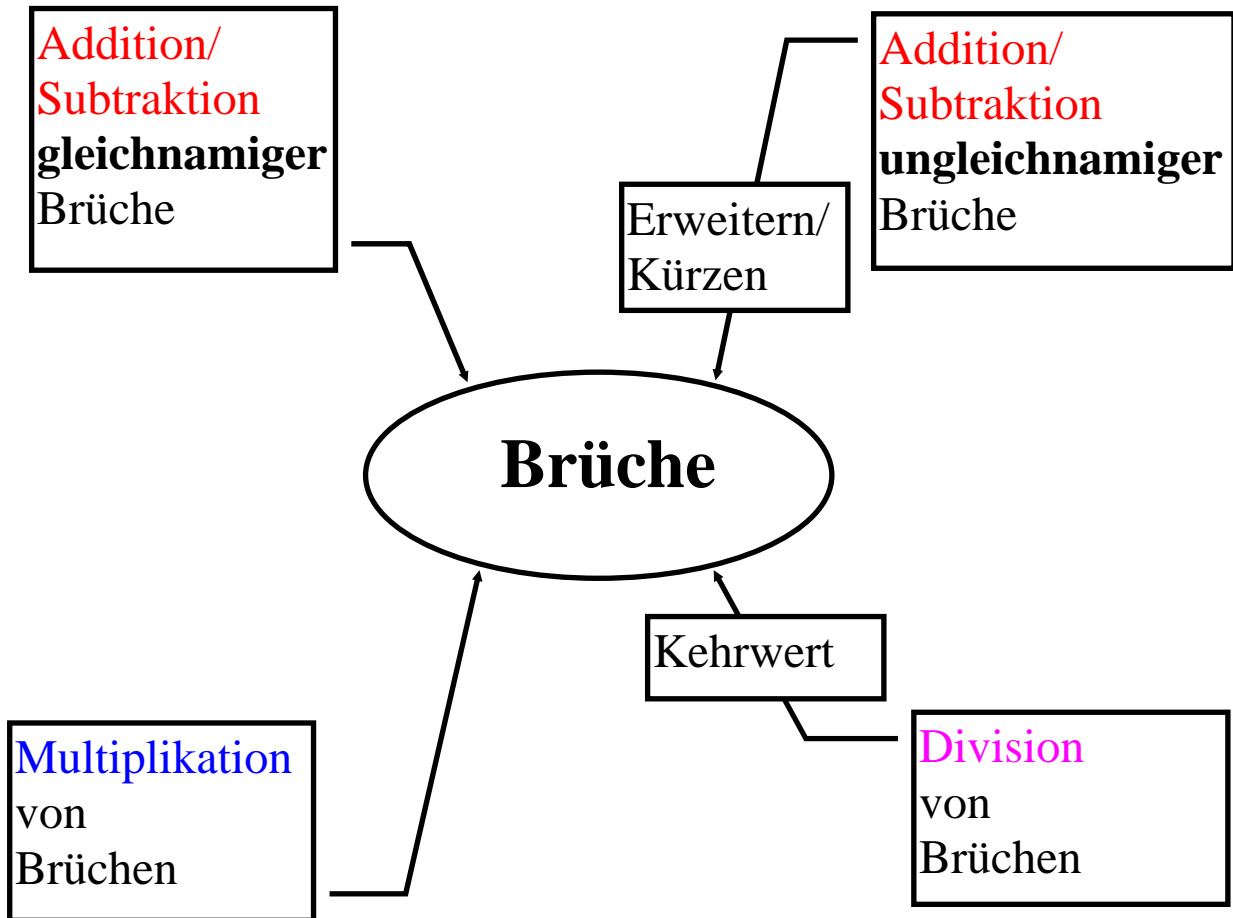 Addition/
Subtraktion
gleichnamiger
Brüche
Addition/
Subtraktion
ungleichnamiger
Brüche
Erweitern/
Kürzen
Brüche
Kehrwert
Multiplikation
von
Brüchen
Division
von
Brüchen